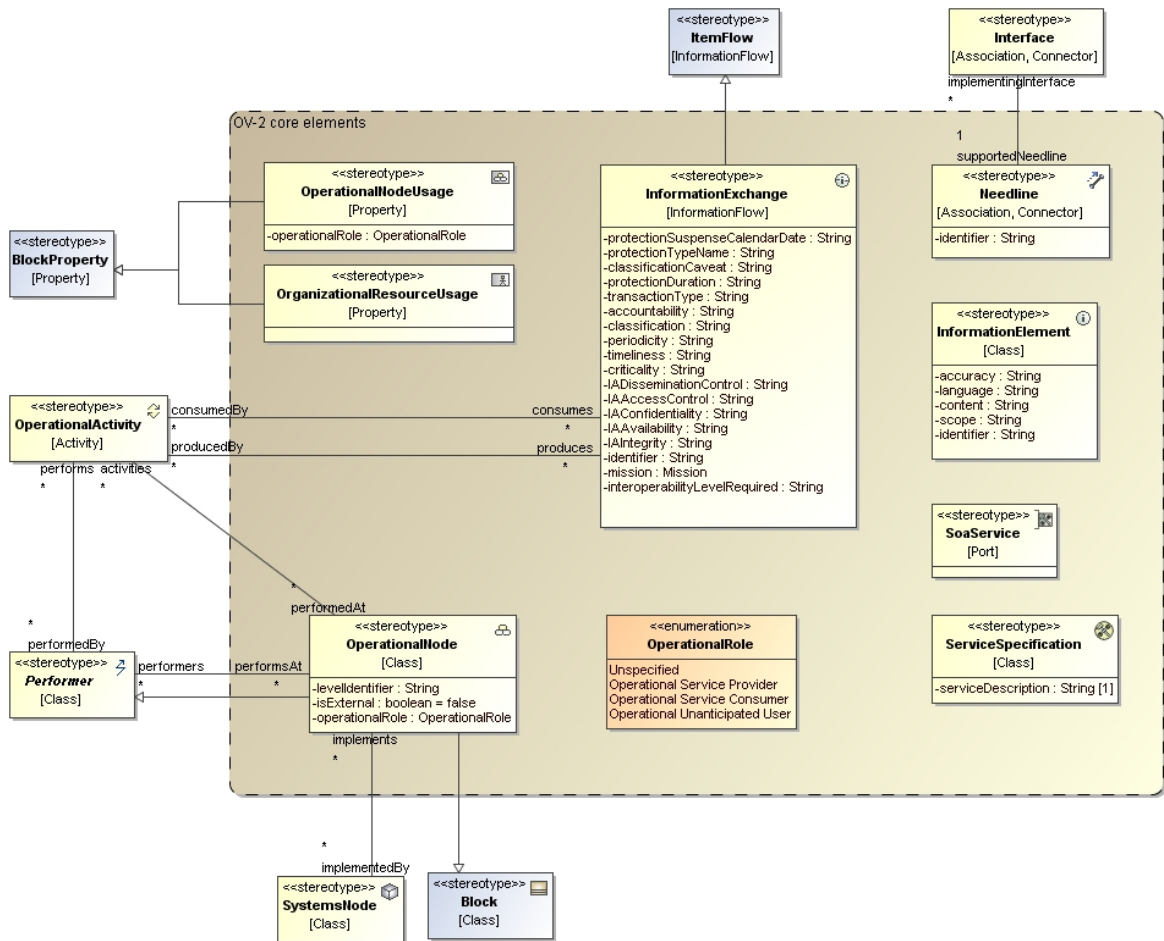 <<stereotype>>
ItemFlow
[InformationFlow]
<<stereotype>>
Interface
[Association, Connector]
implementingInterface
*
OV-2 core elements
1
supportedNeedline
<<stereotype>>
OperationalNodeUsage
[Property]
-operationalRole : OperationalRole
<<stereotype>>
InformationExchange
[InformationFlow]
-protectionSuspenseCalendarDate : String
-protectionTypeName : String
-classificationCaveat : String
-protectionDuration : String
-transactionType : String
-accountability : String
-classification : String
-periodicity : String
-timeliness : String
-criticality : String
-IADisseminationControl : String
-IAAccessControl : String
-IAConfidentiality : String
-IAAvailability : String
-IAIntegrity : String
-identifier : String
-mission : Mission
-interoperabilityLevelRequired : String
<<stereotype>>
Needline
[Association, Connector]
-identifier : String
<<stereotype>>
BlockProperty
[Property]
<<stereotype>>
OrganizationalResourceUsage
[Property]
<<stereotype>>
InformationElement
[Class]
-accuracy : String
-language : String
-content : String
-scope : String
-identifier : String
<<stereotype>>
OperationalActivity
[Activity]
consumedBy
*
consumes
*
producedBy
*
produces
*
performs
*
activities
*
<<stereotype>>
SoaService
[Port]
*
performedAt
*
performedBy
<<stereotype>>
Performer
[Class]
performers
*
performsAt
*
<<stereotype>>
OperationalNode
[Class]
-levelIdentifier : String
-isExternal : boolean = false
-operationalRole : OperationalRole
<<enumeration>>
OperationalRole
Unspecified
Operational Service Provider
Operational Service Consumer
Operational Unanticipated User
<<stereotype>>
ServiceSpecification
[Class]
-serviceDescription : String [1]
implements
*
*
implementedBy
<<stereotype>>
SystemsNode
[Class]
<<stereotype>>
Block
[Class]